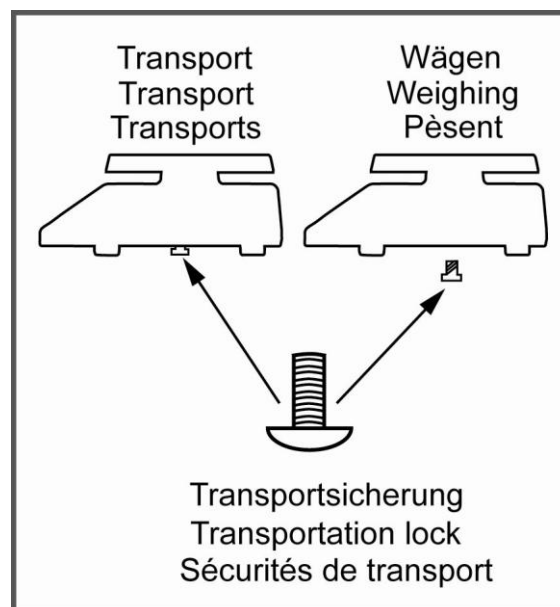 Transport
Transport
Transports
Wägen
Weighing
Pèsent
Transportsicherung
Transportation lock
Sécurités de transport